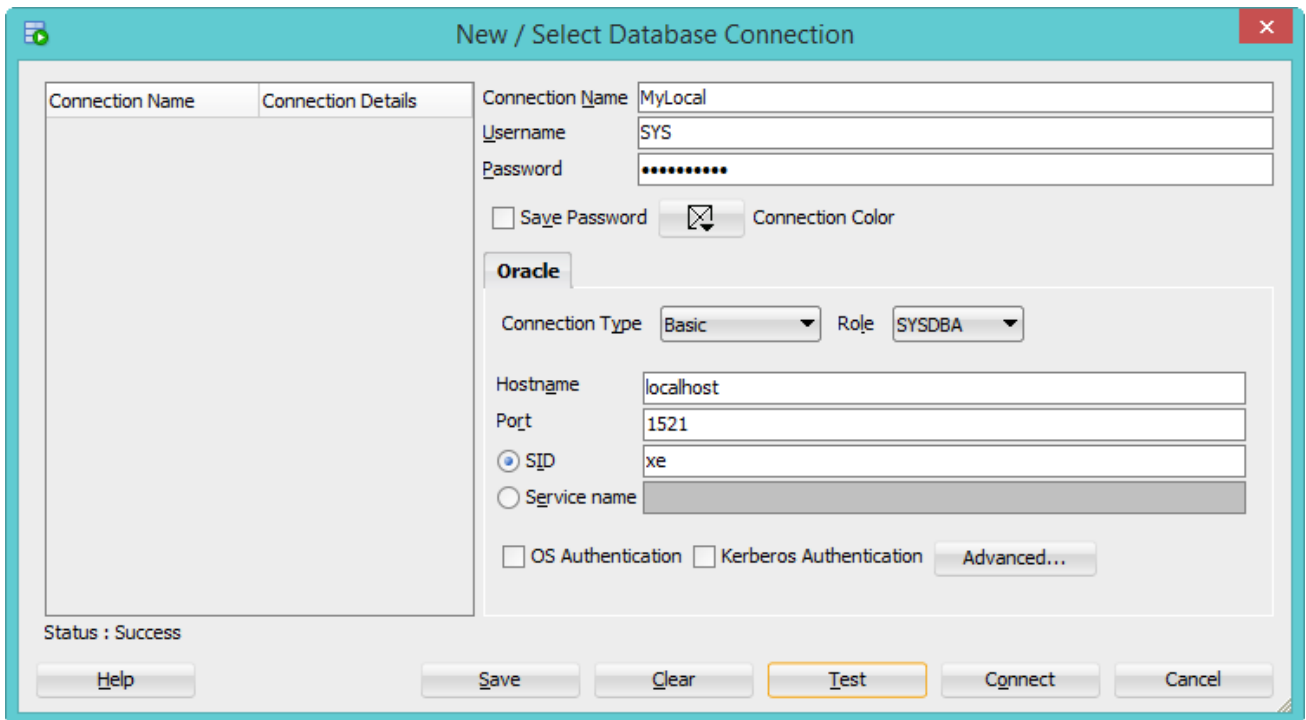 New / Select Database Connection
Connection Name Connection Details
Connection Name MyLocal
Username SYS
Password ••••••••••
Save Password Connection Color
Oracle
Connection Type Basic Role SYSDBA
Hostname localhost
Port 1521
SID xe
Service name
OS Authentication Kerberos Authentication Advanced...
Status : Success
Help Save Clear Test Connect Cancel